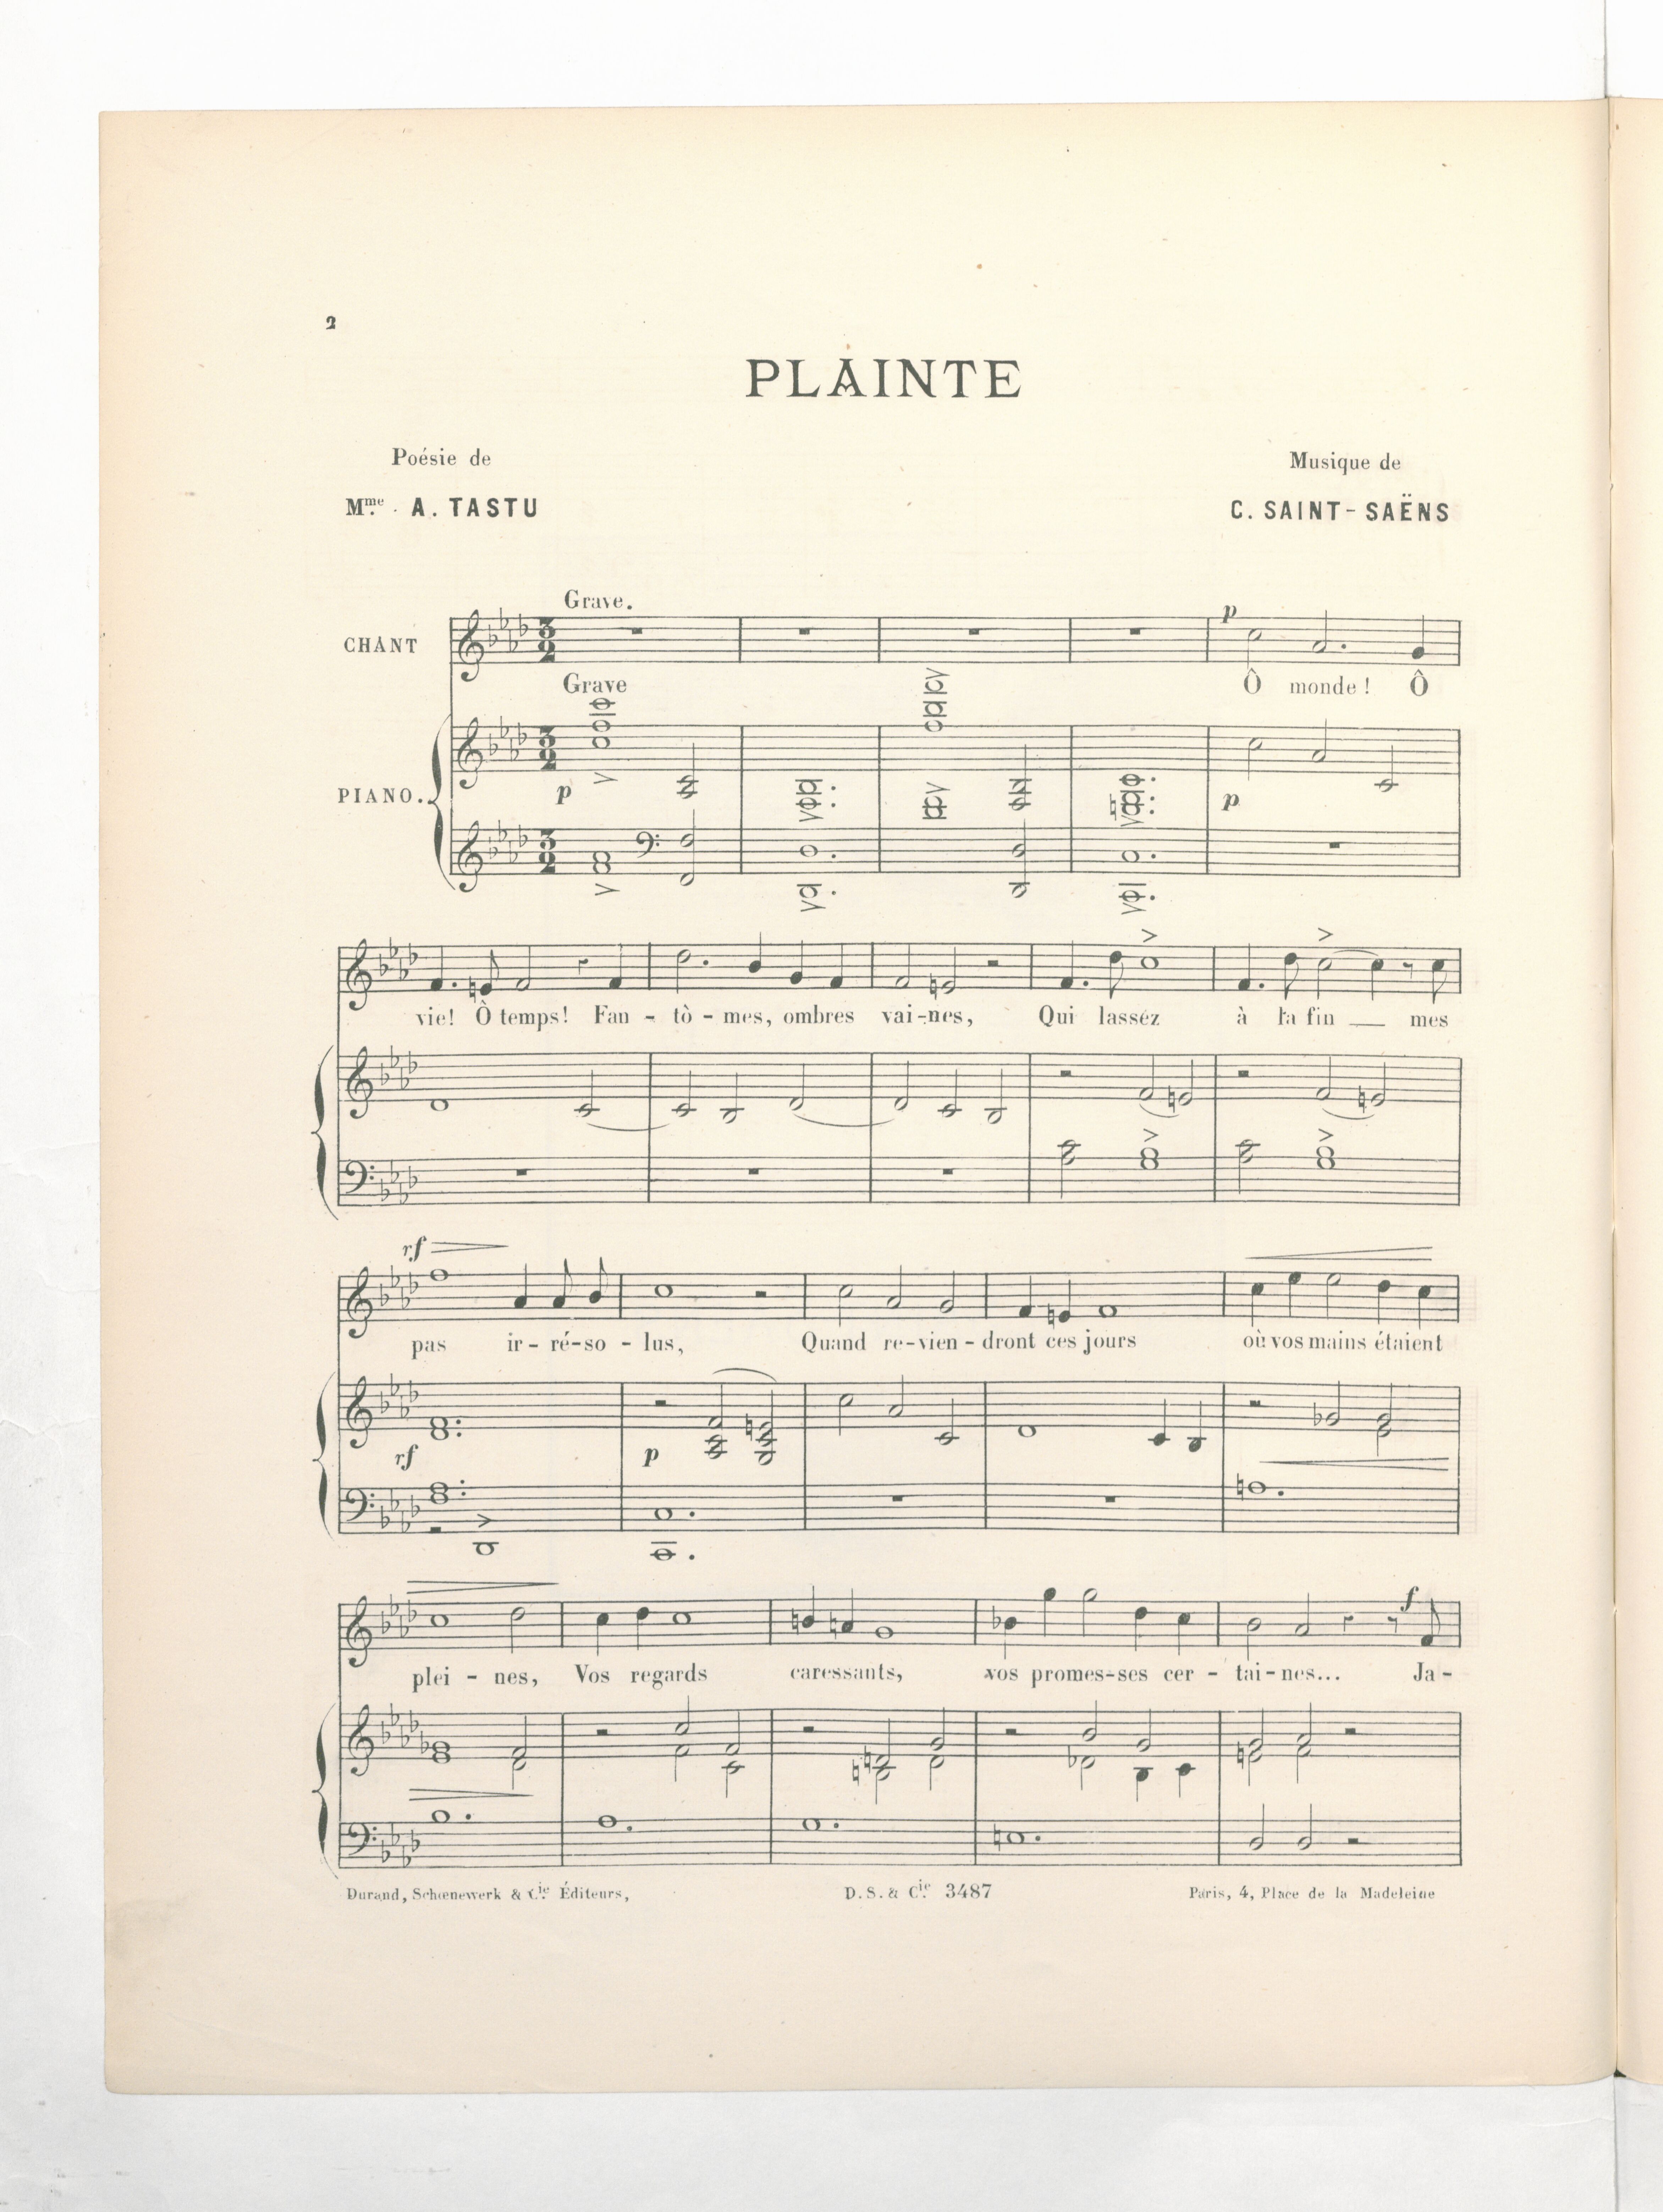 2
PLAINTE
Poésie de
Musique de
Mme. A. TASTU
C. SAINT-SAËNS
Grave.
CHANT
p
Ô monde! Ô
Grave
PIANO.
p
p
vie! Ô temps! Fan - tô - mes, ombres vai - nes, Qui lassez à la fin — mes
rf
pas ir - ré - so - lus, Quand re - vien - dront ces jours où vos mains étaient
rf
p
plei - nes, Vos regards caressants, vos promes - ses cer - tai - nes... Ja -
f
Durand, Schœnewerk & Cie. Éditeurs,
D. S. & Cie. 3487
Paris, 4, Place de la Madeleine